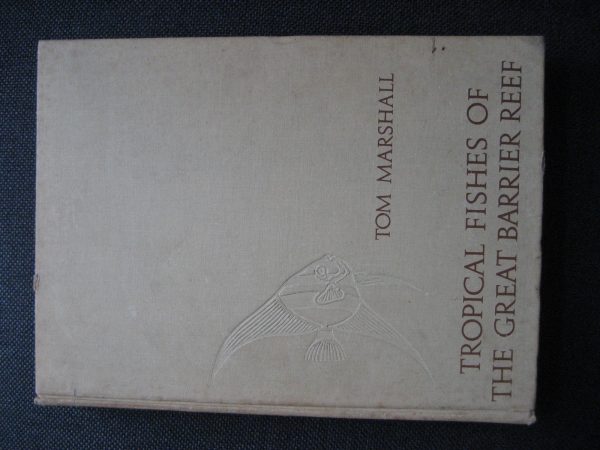 TROPICAL FISHES OF
THE GREAT BARRIER REEF
TOM MARSHALL